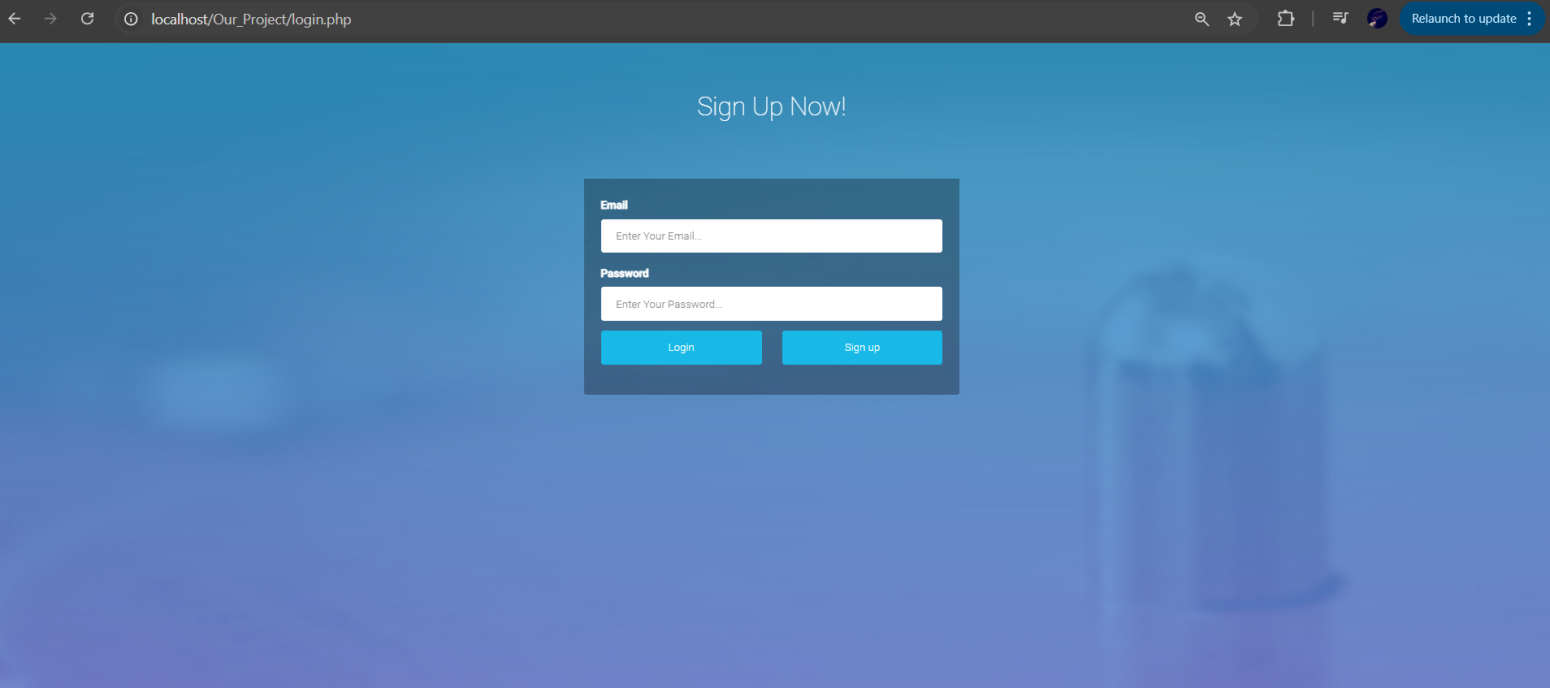 localhost/Our_Project/login.php
Relaunch to update
Sign Up Now!
Email
Enter Your Email...
Password
Enter Your Password...
Login Sign up